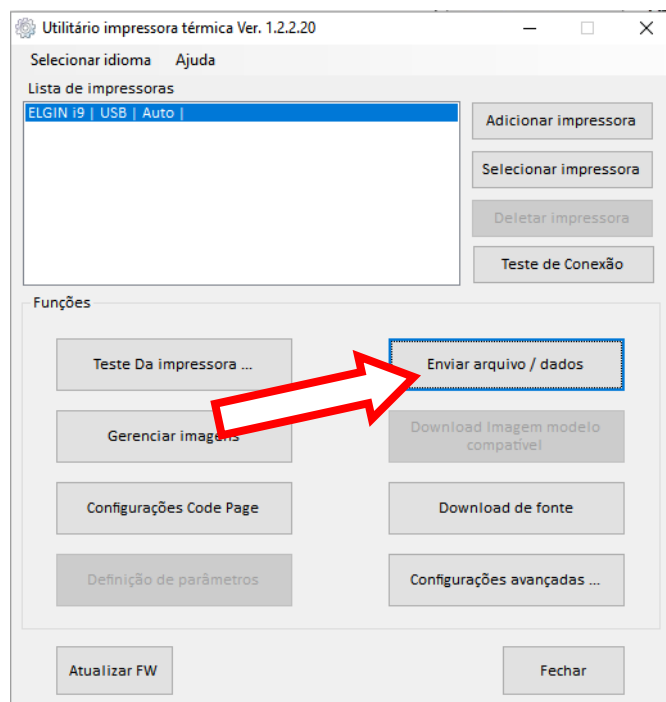 Utilitário impressora térmica Ver. 1.2.2.20
Selecionar idioma Ajuda
Lista de impressoras
ELGIN i9 | USB | Auto |
Adicionar impressora
Selecionar impressora
Deletar impressora
Teste de Conexão
Funções
Teste Da impressora ...
Enviar arquivo / dados
Gerenciar imagens
Download Imagem modelo
compatível
Configurações Code Page
Download de fonte
Definição de parâmetros
Configurações avançadas ...
Atualizar FW
Fechar